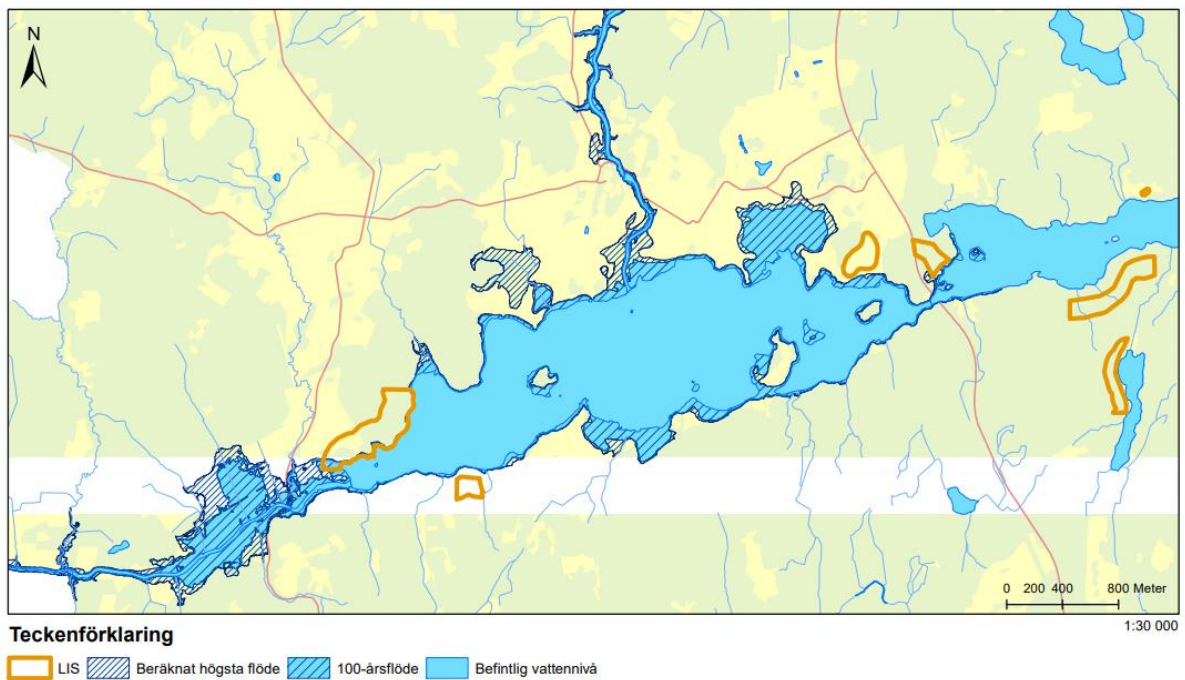 N
0 200 400 800 Meter
1:30 000
Teckenförklaring
LIS Beräknat högsta flöde 100-årsflöde Befintlig vattennivå